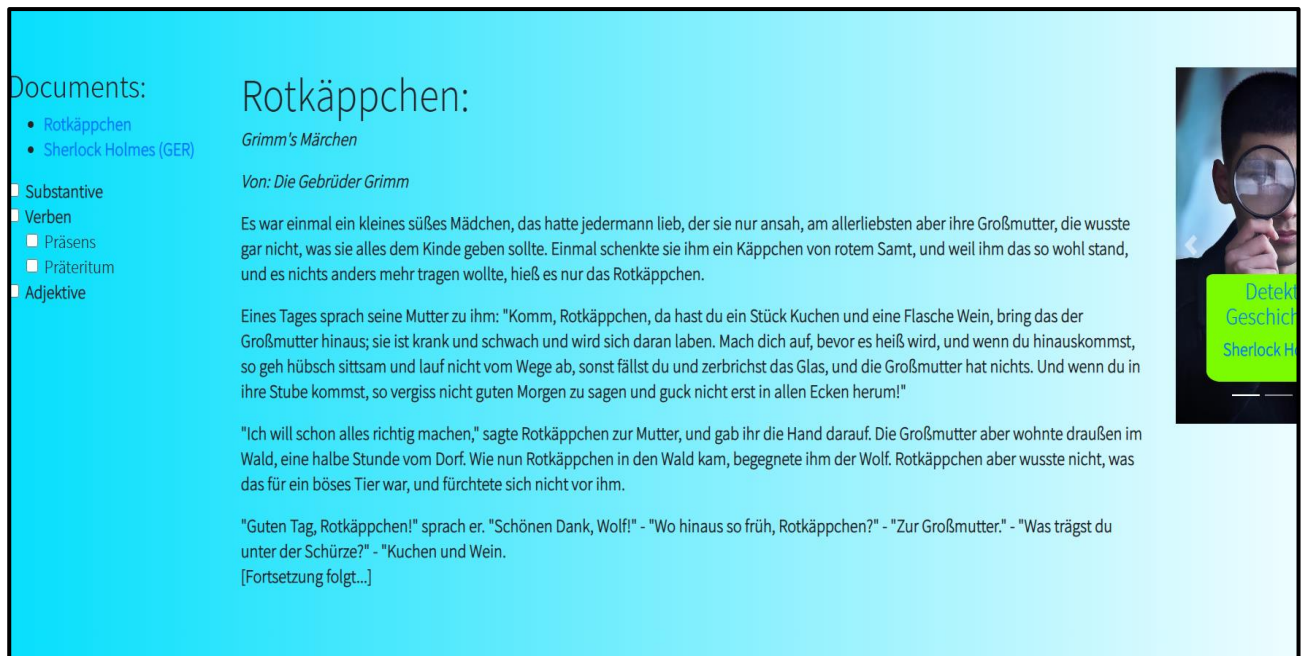 Documents:
Rotkäppchen
Sherlock Holmes (GER)
Substantive
Verben
Präsens
Präteritum
Adjektive
Rotkäppchen:
Grimm's Märchen
Von: Die Gebrüder Grimm
Es war einmal ein kleines süßes Mädchen, das hatte jedermann lieb, der sie nur ansah, am allerliebsten aber ihre Großmutter, die wusste
gar nicht, was sie alles dem Kinde geben sollte. Einmal schenkte sie ihm ein Käppchen von rotem Samt, und weil ihm das so wohl stand,
und es nichts anders mehr tragen wollte, hieß es nur das Rotkäppchen.
Eines Tages sprach seine Mutter zu ihm: "Komm, Rotkäppchen, da hast du ein Stück Kuchen und eine Flasche Wein, bring das der
Großmutter hinaus; sie ist krank und schwach und wird sich daran laben. Mach dich auf, bevor es heiß wird, und wenn du hinauskommst,
so geh hübsch sittsam und lauf nicht vom Wege ab, sonst fällst du und zerbrichst das Glas, und die Großmutter hat nichts. Und wenn du in
ihre Stube kommst, so vergiss nicht guten Morgen zu sagen und guck nicht erst in allen Ecken herum!"
"Ich will schon alles richtig machen," sagte Rotkäppchen zur Mutter, und gab ihr die Hand darauf. Die Großmutter aber wohnte draußen im
Wald, eine halbe Stunde vom Dorf. Wie nun Rotkäppchen in den Wald kam, begegnete ihm der Wolf. Rotkäppchen aber wusste nicht, was
das für ein böses Tier war, und fürchtete sich nicht vor ihm.
"Guten Tag, Rotkäppchen!" sprach er. "Schönen Dank, Wolf!" - "Wo hinaus so früh, Rotkäppchen?" - "Zur Großmutter." - "Was trägst du
unter der Schürze?" - "Kuchen und Wein.
[Fortsetzung folgt...]
Detekt
Geschich
Sherlock Ho